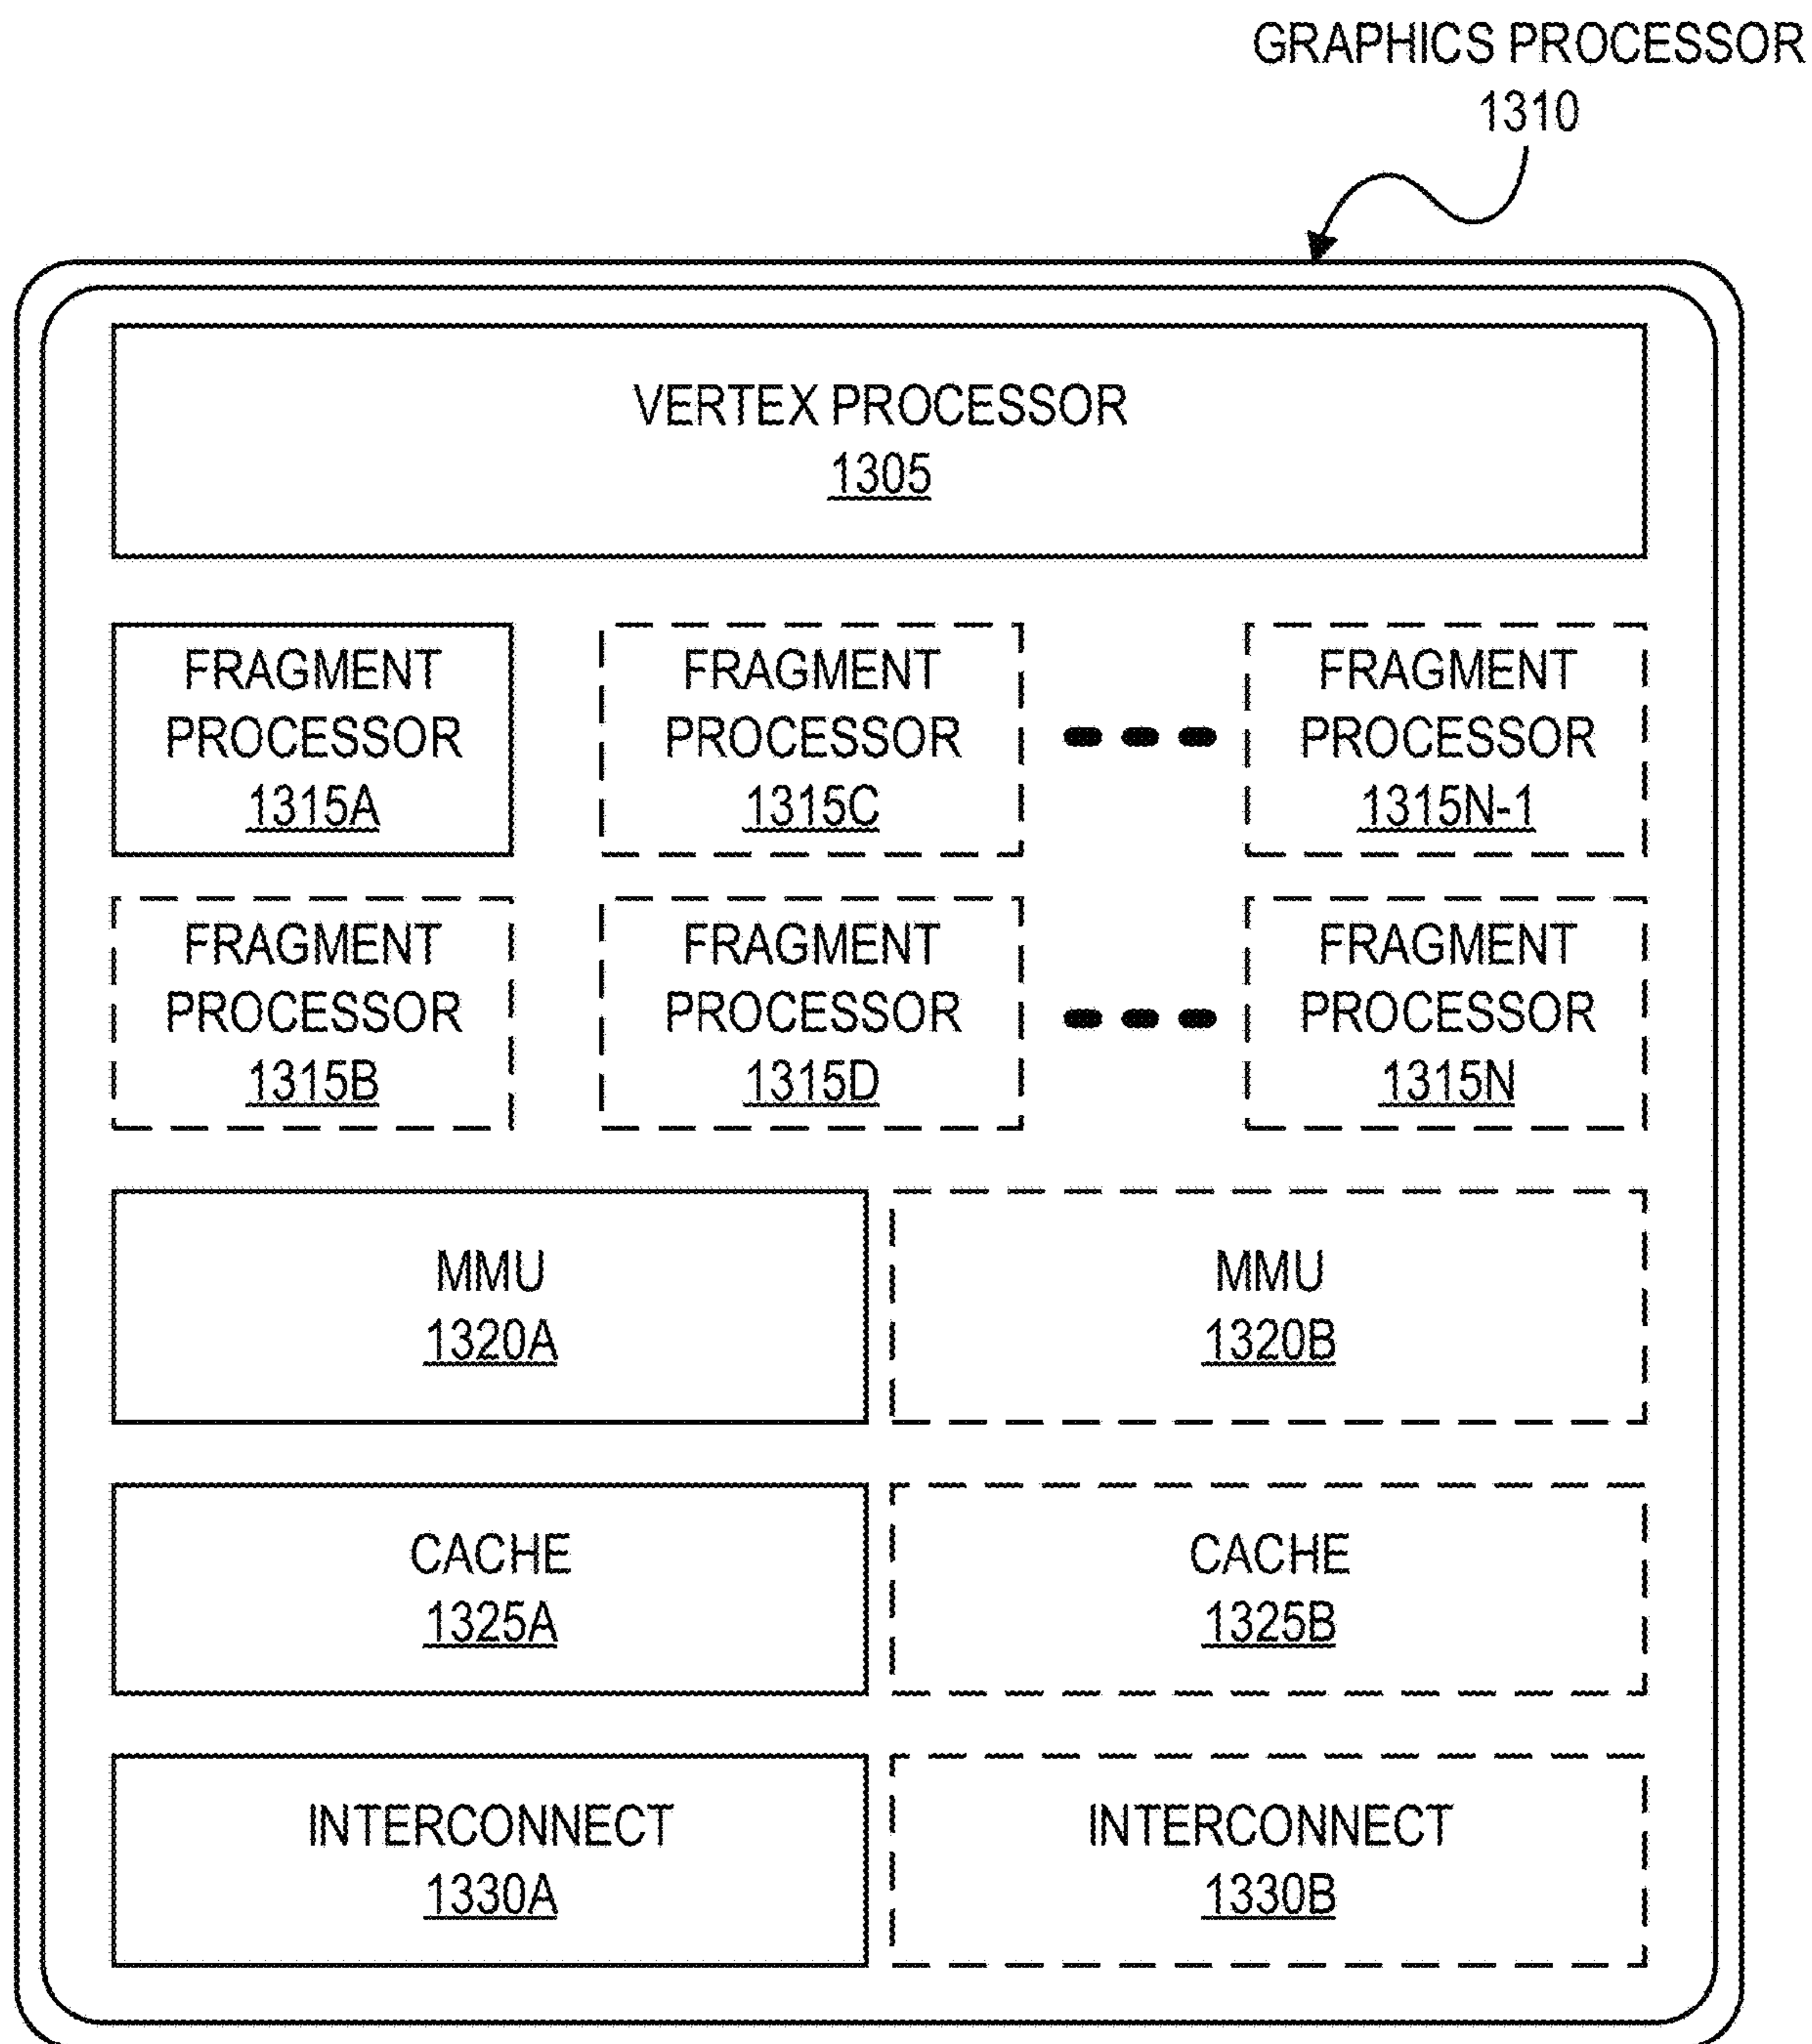 GRAPHICS PROCESSOR
1310
VERTEX PROCESSOR
1305
FRAGMENT
PROCESSOR
1315A
FRAGMENT
PROCESSOR
1315C
FRAGMENT
PROCESSOR
1315N-1
FRAGMENT
PROCESSOR
1315B
FRAGMENT
PROCESSOR
1315D
FRAGMENT
PROCESSOR
1315N
MMU
1320A
MMU
1320B
CACHE
1325A
CACHE
1325B
INTERCONNECT
1330A
INTERCONNECT
1330B